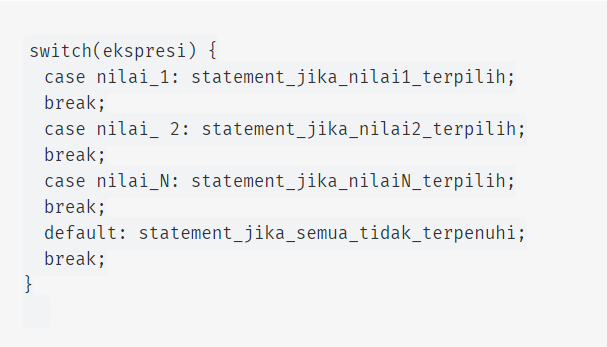 switch(ekspresi) {
case nilai_1: statement_jika_nilai1_terpilih;
break;
case nilai_ 2: statement_jika_nilai2_terpilih;
break;
case nilai_N: statement_jika_nilaiN_terpilih;
break;
default: statement_jika_semua_tidak_terpenuhi;
break;
}